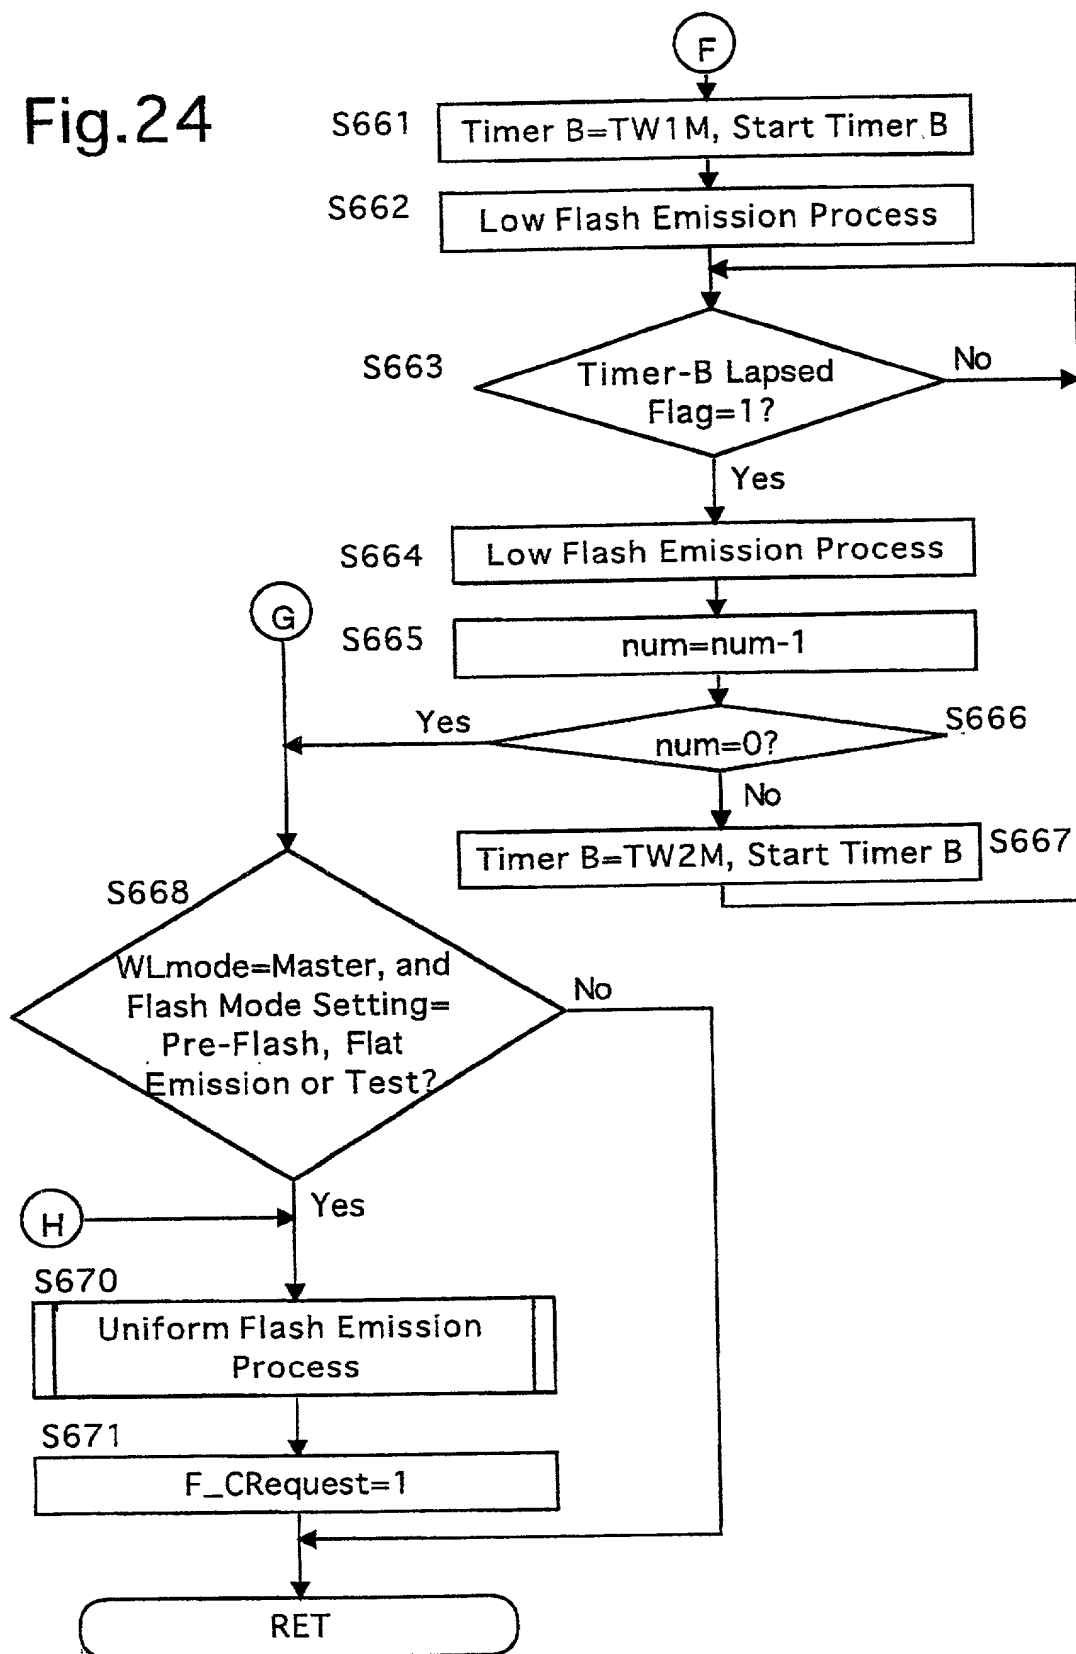 Fig.24
F
S661
Timer B=TW1M, Start Timer B
S662
Low Flash Emission Process
S663
Timer-B Lapsed
Flag=1?
No
Yes
S664
Low Flash Emission Process
G
S665
num=num-1
Yes
S666
num=0?
No
Timer B=TW2M, Start Timer B
S667
S668
WLmode=Master, and
Flash Mode Setting=
Pre-Flash, Flat
Emission or Test?
No
Yes
H
S670
Uniform Flash Emission
Process
S671
F_CRequest=1
RET